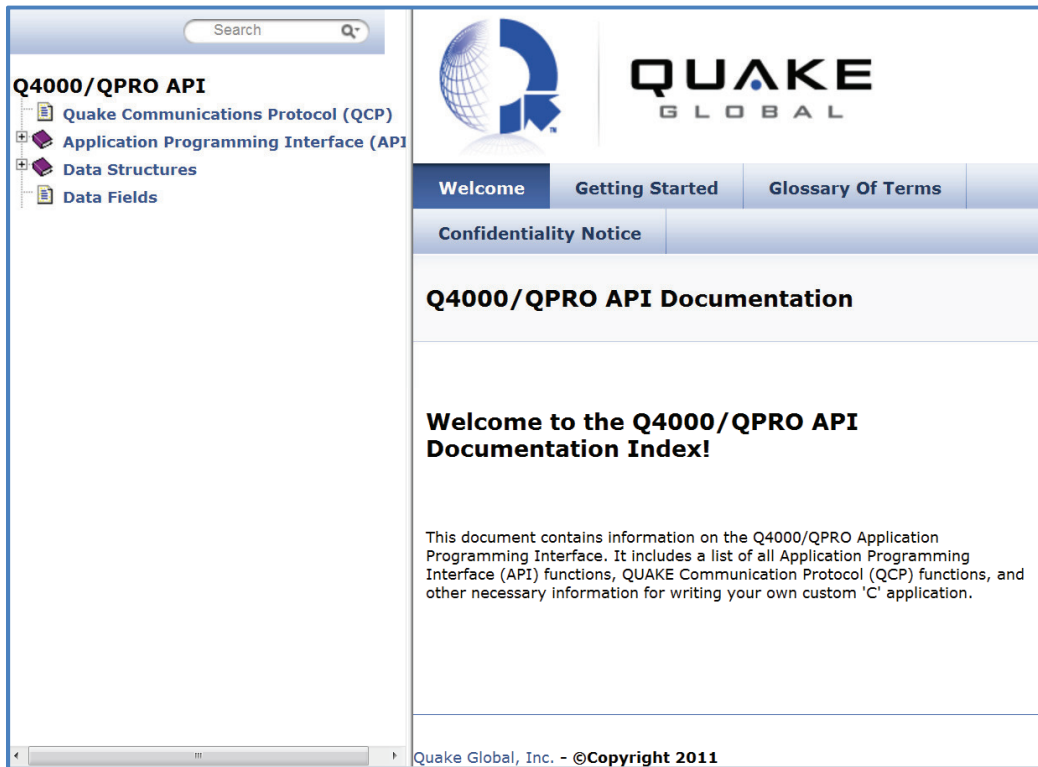 Search
Q4000/QPRO API
Quake Communications Protocol (QCP)
Application Programming Interface (API
Data Structures
Data Fields
QUAKE
GLOBAL
TM
Welcome
Getting Started
Glossary Of Terms
Confidentiality Notice
Q4000/QPRO API Documentation
Welcome to the Q4000/QPRO API
Documentation Index!
This document contains information on the Q4000/QPRO Application
Programming Interface. It includes a list of all Application Programming
Interface (API) functions, QUAKE Communication Protocol (QCP) functions, and
other necessary information for writing your own custom 'C' application.
Quake Global, Inc. - ©Copyright 2011